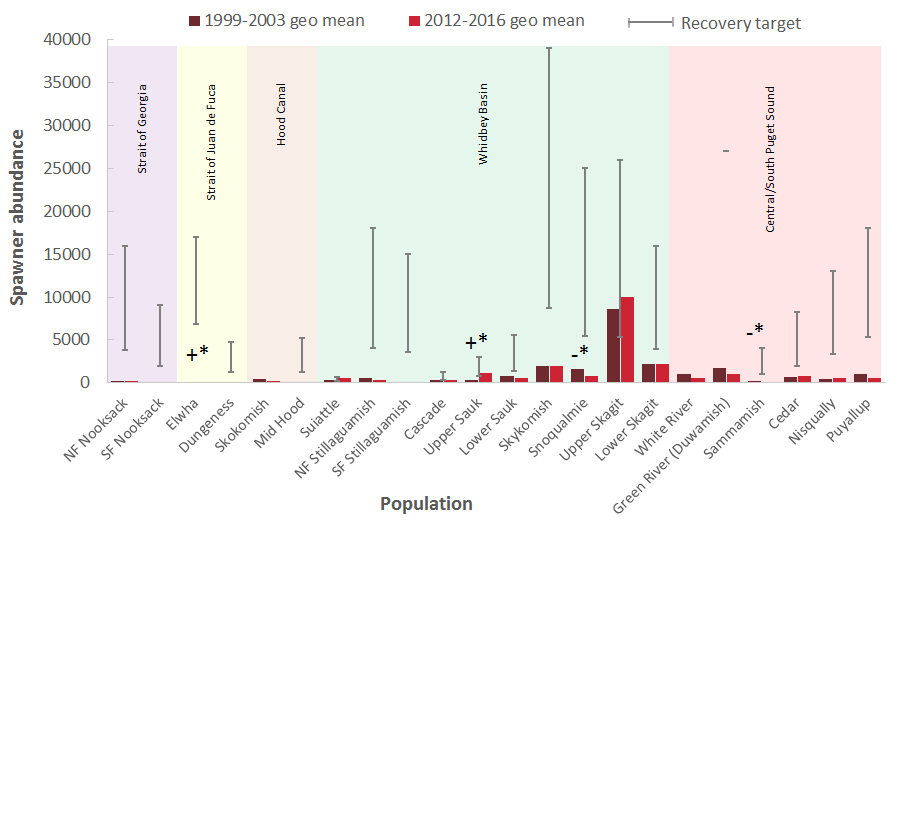 1999-2003 geo mean 2012-2016 geo mean Recovery target
Spawner abundance
40000
35000
30000
25000
20000
15000
10000
5000
0
Strait of Georgia
Strait of Juan de Fuca
Hood Canal
Whidbey Basin
Central/South Puget Sound
+*
+*
-*
-*
NF Nooksack
SF Nooksack
Elwha
Dungeness
Skokomish
Mid Hood
Suiattle
NF Stillaguamish
SF Stillaguamish
Cascade
Upper Sauk
Lower Sauk
Skykomish
Snoqualmie
Upper Skagit
Lower Skagit
White River
Green River (Duwamish)
Sammamish
Cedar
Nisqually
Puyallup
Population